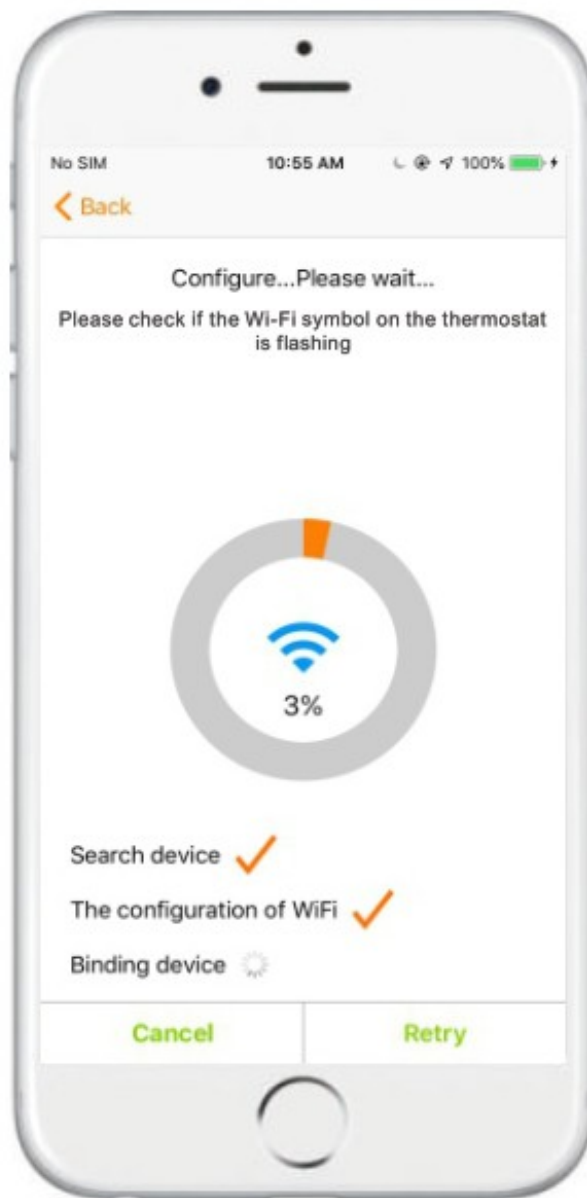 No SIM 10:55 AM 100%
Back
Configure...Please wait...
Please check if the Wi-Fi symbol on the thermostat
is flashing
3%
Search device
The configuration of WiFi
Binding device
Cancel Retry